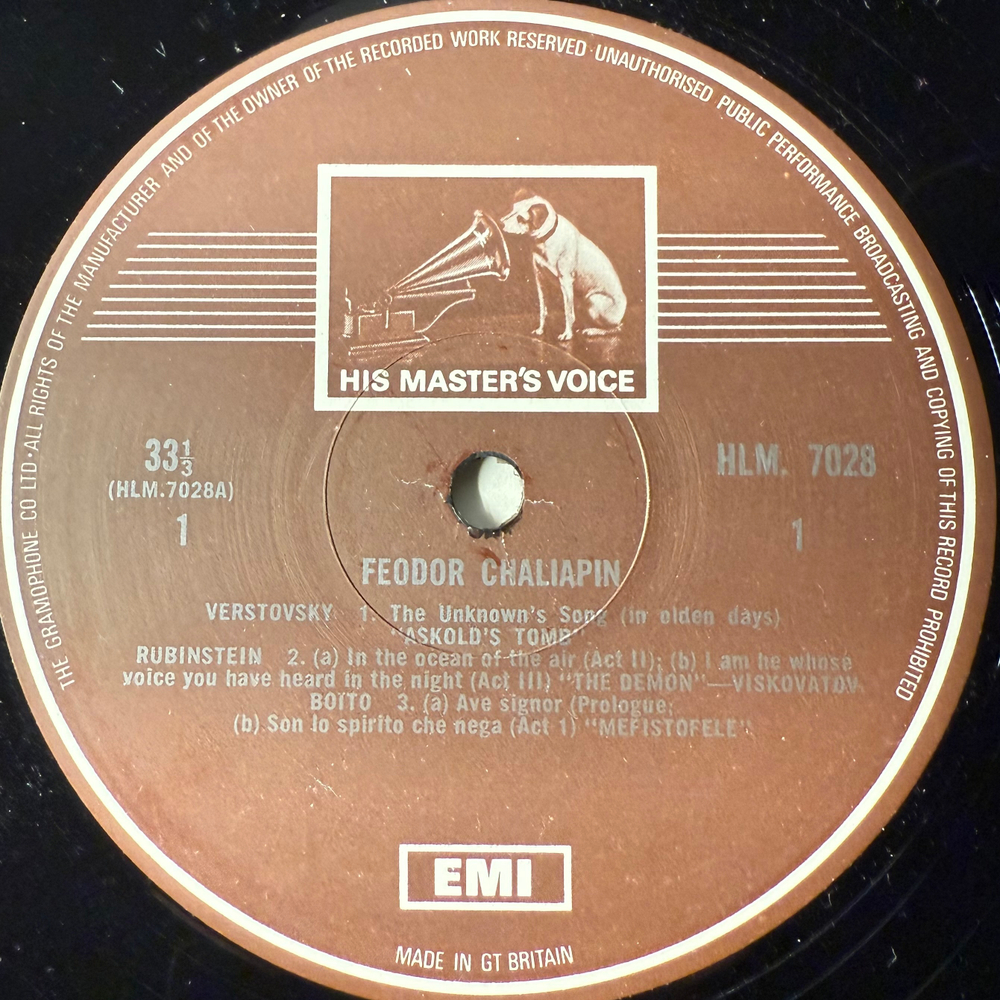 THE GRAMOPHONE CO LTD · ALL RIGHTS OF THE MANUFACTURER AND OF THE OWNER OF THE RECORDED WORK RESERVED · UNAUTHORISED PUBLIC PERFORMANCE BROADCASTING AND COPYING OF THIS RECORD PROHIBITED
HIS MASTER'S VOICE
33⅓
(HLM.7028A)
1
HLM. 7028
1
FEODOR CHALIAPIN
VERSTOVSKY 1. The Unknown's Song (in olden days)
"ASKOLD'S TOMB"
RUBINSTEIN 2. (a) In the ocean of the air (Act II); (b) I am he whose
voice you have heard in the night (Act III) "THE DEMON"—VISKOVATOV
BOITO 3. (a) Ave signor (Prologue;
(b) Son lo spirito che nega (Act 1) "MEFISTOFELE"
EMI
MADE IN GT BRITAIN